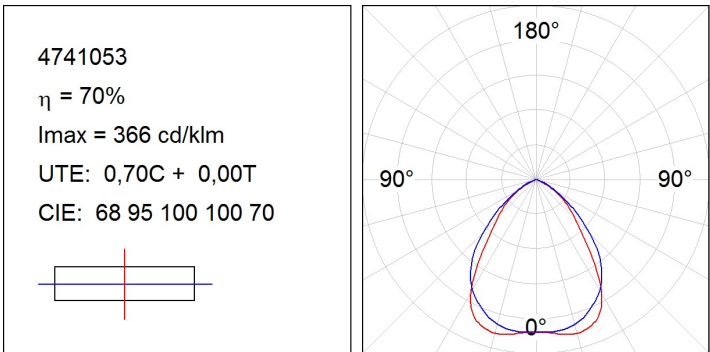 4741053
η = 70%
Imax = 366 cd/klm
UTE: 0,70C + 0,00T
CIE: 68 95 100 100 70
180°
90° 90°
0°